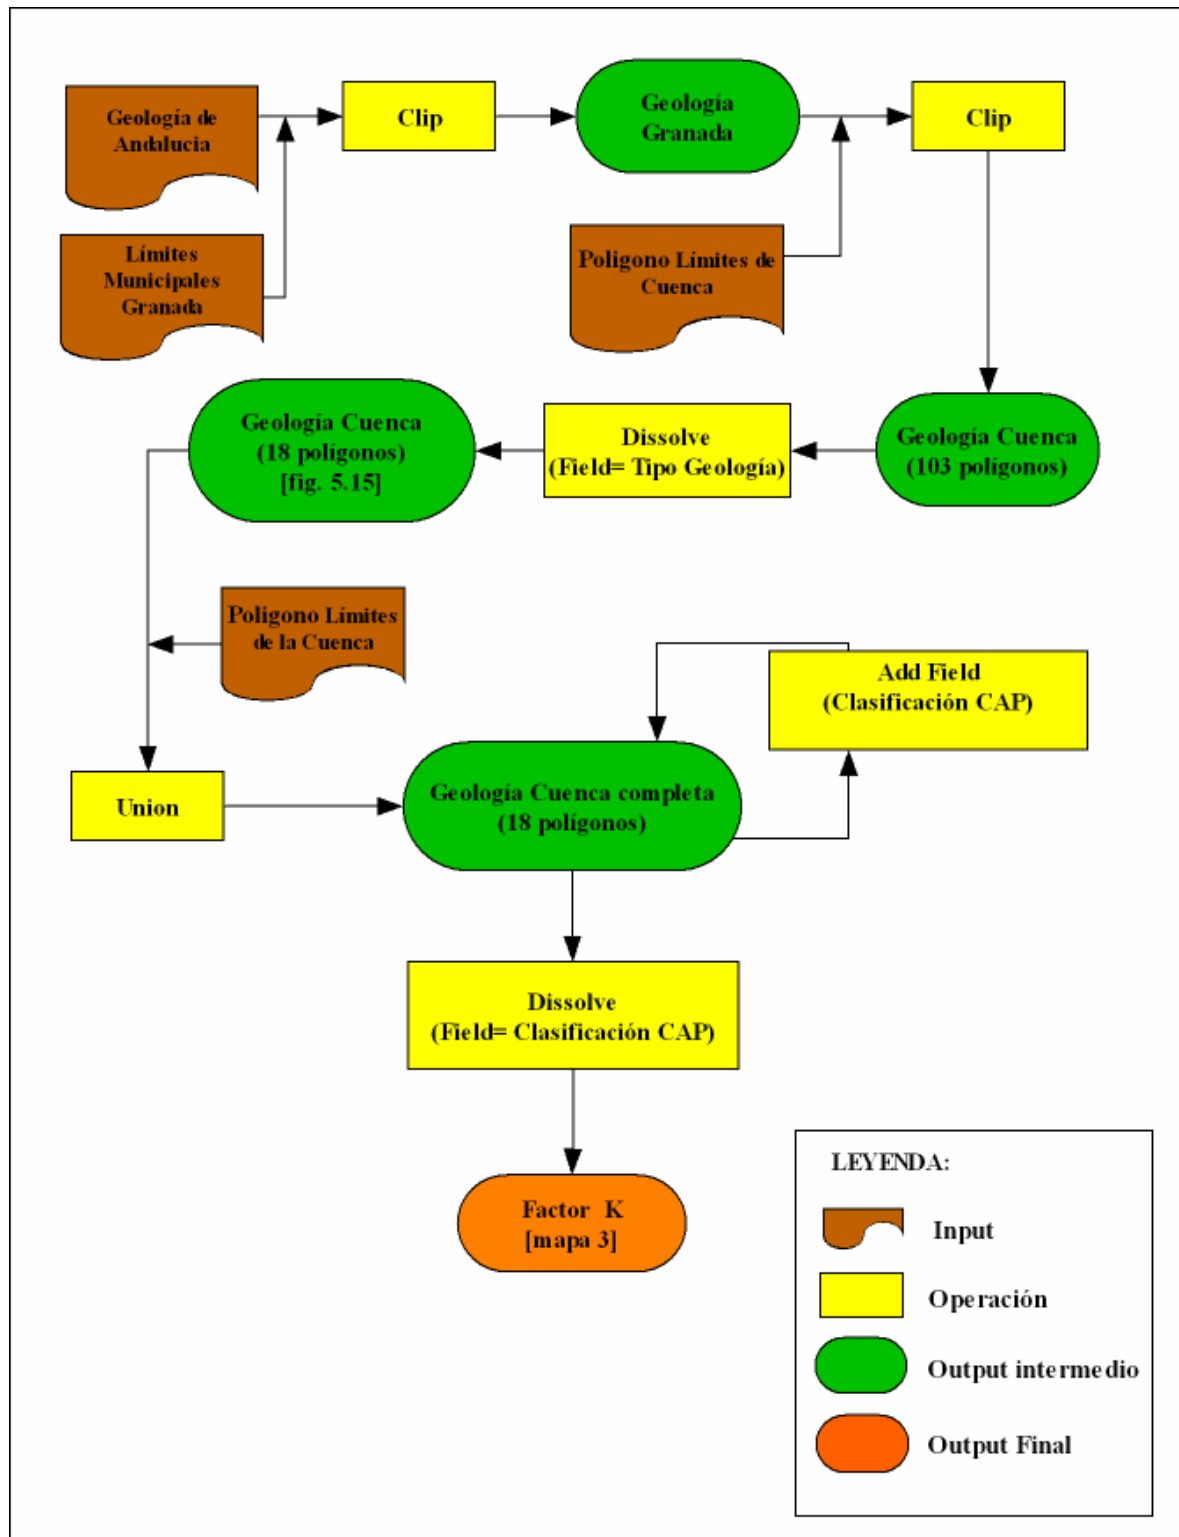 Geología de
Andalucia
Clip
Geología
Granada
Clip
Límites
Municipales
Granada
Poligono Límites de
Cuenca
Geología Cuenca
(18 polígonos)
[fig. 5.15]
Dissolve
(Field= Tipo Geología)
Geología Cuenca
(103 polígonos)
Poligono Límites
de la Cuenca
Add Field
(Clasificación CAP)
Union
Geología Cuenca completa
(18 polígonos)
Dissolve
(Field= Clasificación CAP)
Factor K
[mapa 3]
LEYENDA:
Input
Operación
Output intermedio
Output Final